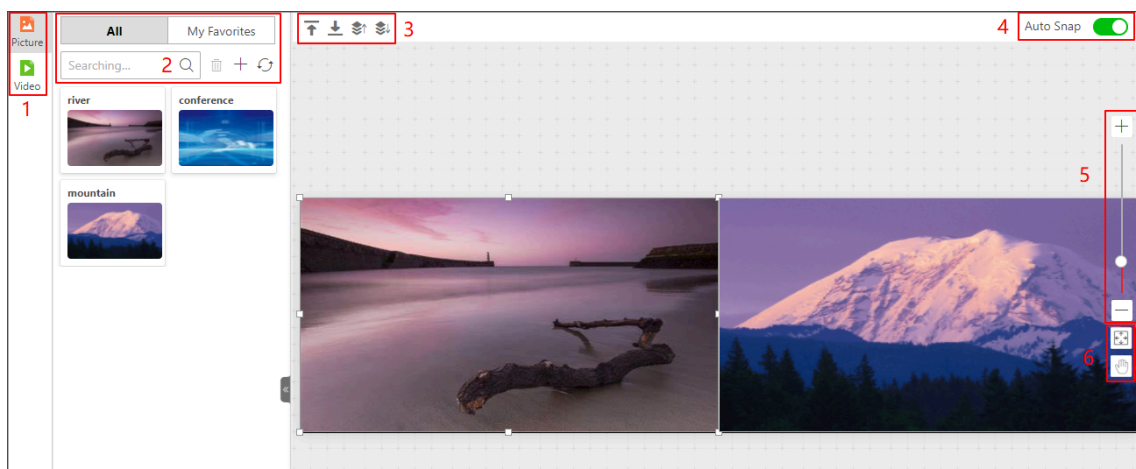 Picture
Video
1
All My Favorites
Searching... 2
river conference
mountain
3
4 Auto Snap
5
6